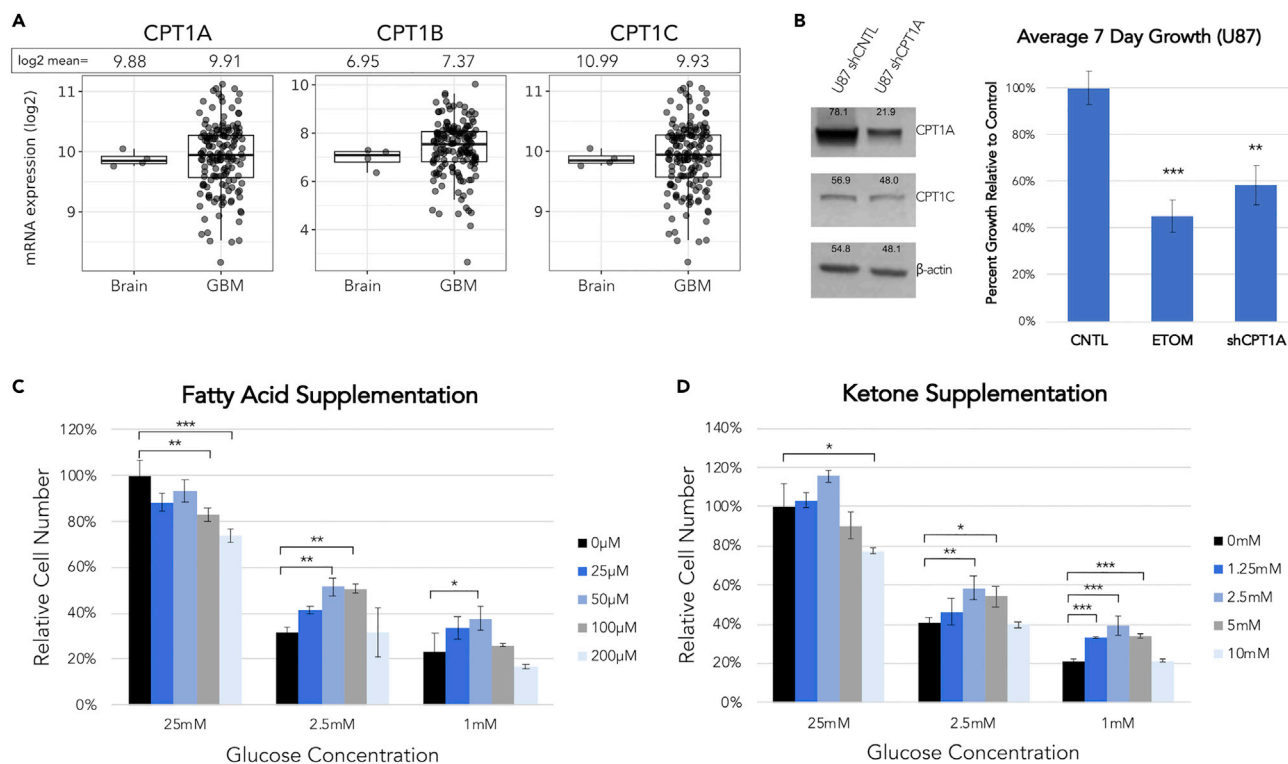 A
CPT1A CPT1B CPT1C
log2 mean= 9.88 9.91 6.95 7.37 10.99 9.93
mRNA expression (log2)
11
10
9
Brain GBM
10
8
6
4
Brain GBM
11
10
9
Brain GBM
B
U87 shCNTL
U87 shCPT1A
78.1 21.9
CPT1A
56.9 48.0
CPT1C
54.8 48.1
β-actin
Average 7 Day Growth (U87)
Percent Growth Relative to Control
100%
80%
60%
40%
20%
0%
***
**
CNTL ETOM shCPT1A
C
Fatty Acid Supplementation
Relative Cell Number
120%
100%
80%
60%
40%
20%
0%
***
**
**
**
*
0µM
25µM
50µM
100µM
200µM
25mM 2.5mM 1mM
Glucose Concentration
D
Ketone Supplementation
Relative Cell Number
140%
120%
100%
80%
60%
40%
20%
0%
*
*
**
***
***
***
0mM
1.25mM
2.5mM
5mM
10mM
25mM 2.5mM 1mM
Glucose Concentration